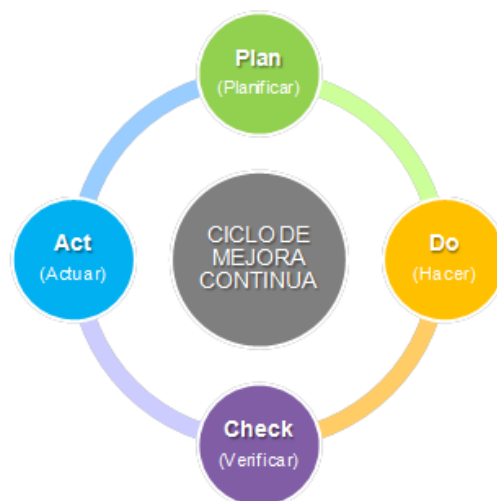 Plan
(Planificar)
Act
(Actuar)
CICLO DE
MEJORA
CONTINUA
Do
(Hacer)
Check
(Verificar)